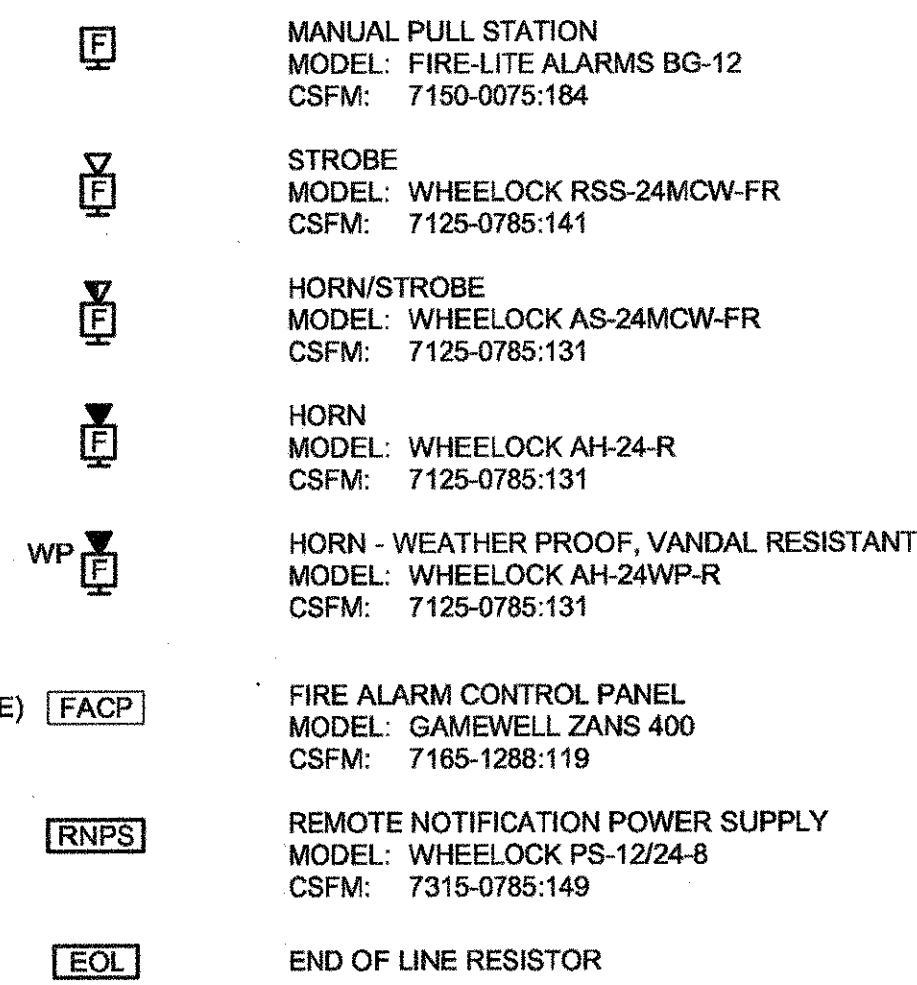 F
MANUAL PULL STATION
MODEL: FIRE-LITE ALARMS BG-12
CSFM: 7150-0075:184
F
STROBE
MODEL: WHEELOCK RSS-24MCW-FR
CSFM: 7125-0785:141
F
HORN/STROBE
MODEL: WHEELOCK AS-24MCW-FR
CSFM: 7125-0785:131
F
HORN
MODEL: WHEELOCK AH-24-R
CSFM: 7125-0785:131
WP F
HORN - WEATHER PROOF, VANDAL RESISTANT
MODEL: WHEELOCK AH-24WP-R
CSFM: 7125-0785:131
E) FACP
FIRE ALARM CONTROL PANEL
MODEL: GAMEWELL ZANS 400
CSFM: 7165-1288:119
RNPS
REMOTE NOTIFICATION POWER SUPPLY
MODEL: WHEELOCK PS-12/24-8
CSFM: 7315-0785:149
EOL
END OF LINE RESISTOR